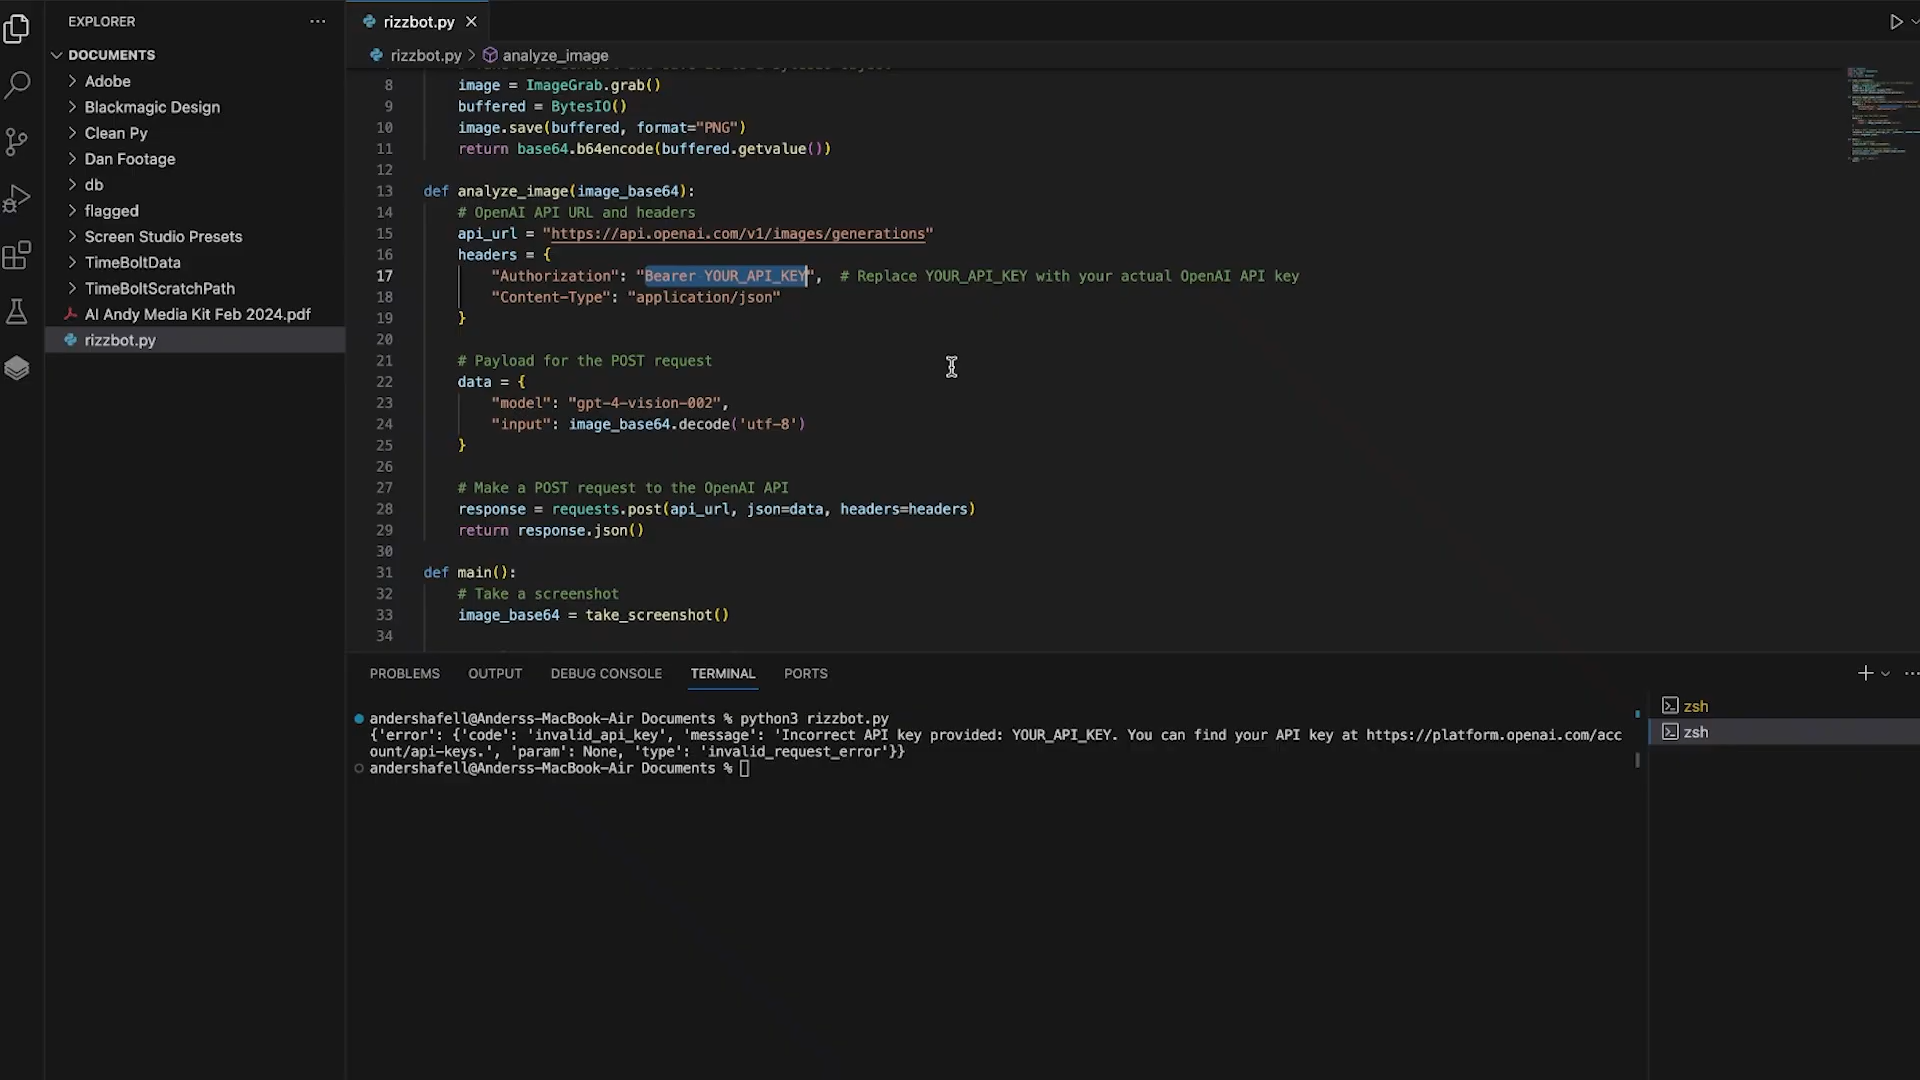 EXPLORER
DOCUMENTS
Adobe
Blackmagic Design
Clean Py
Dan Footage
db
flagged
Screen Studio Presets
TimeBoltData
TimeBoltScratchPath
AI Andy Media Kit Feb 2024.pdf
rizzbot.py
rizzbot.py
rizzbot.py > analyze_image
8 image = ImageGrab.grab()
9 buffered = BytesIO()
10 image.save(buffered, format="PNG")
11 return base64.b64encode(buffered.getvalue())
12
13 def analyze_image(image_base64):
14 # OpenAI API URL and headers
15 api_url = "https://api.openai.com/v1/images/generations"
16 headers = {
17 "Authorization": "Bearer YOUR_API_KEY", # Replace YOUR_API_KEY with your actual OpenAI API key
18 "Content-Type": "application/json"
19 }
20
21 # Payload for the POST request
22 data = {
23 "model": "gpt-4-vision-002",
24 "input": image_base64.decode('utf-8')
25 }
26
27 # Make a POST request to the OpenAI API
28 response = requests.post(api_url, json=data, headers=headers)
29 return response.json()
30
31 def main():
32 # Take a screenshot
33 image_base64 = take_screenshot()
34
PROBLEMS OUTPUT DEBUG CONSOLE TERMINAL PORTS
andershafell@Anderss-MacBook-Air Documents % python3 rizzbot.py
{'error': {'code': 'invalid_api_key', 'message': 'Incorrect API key provided: YOUR_API_KEY. You can find your API key at https://platform.openai.com/acc
ount/api-keys.', 'param': None, 'type': 'invalid_request_error'}}
andershafell@Anderss-MacBook-Air Documents %
zsh
zsh